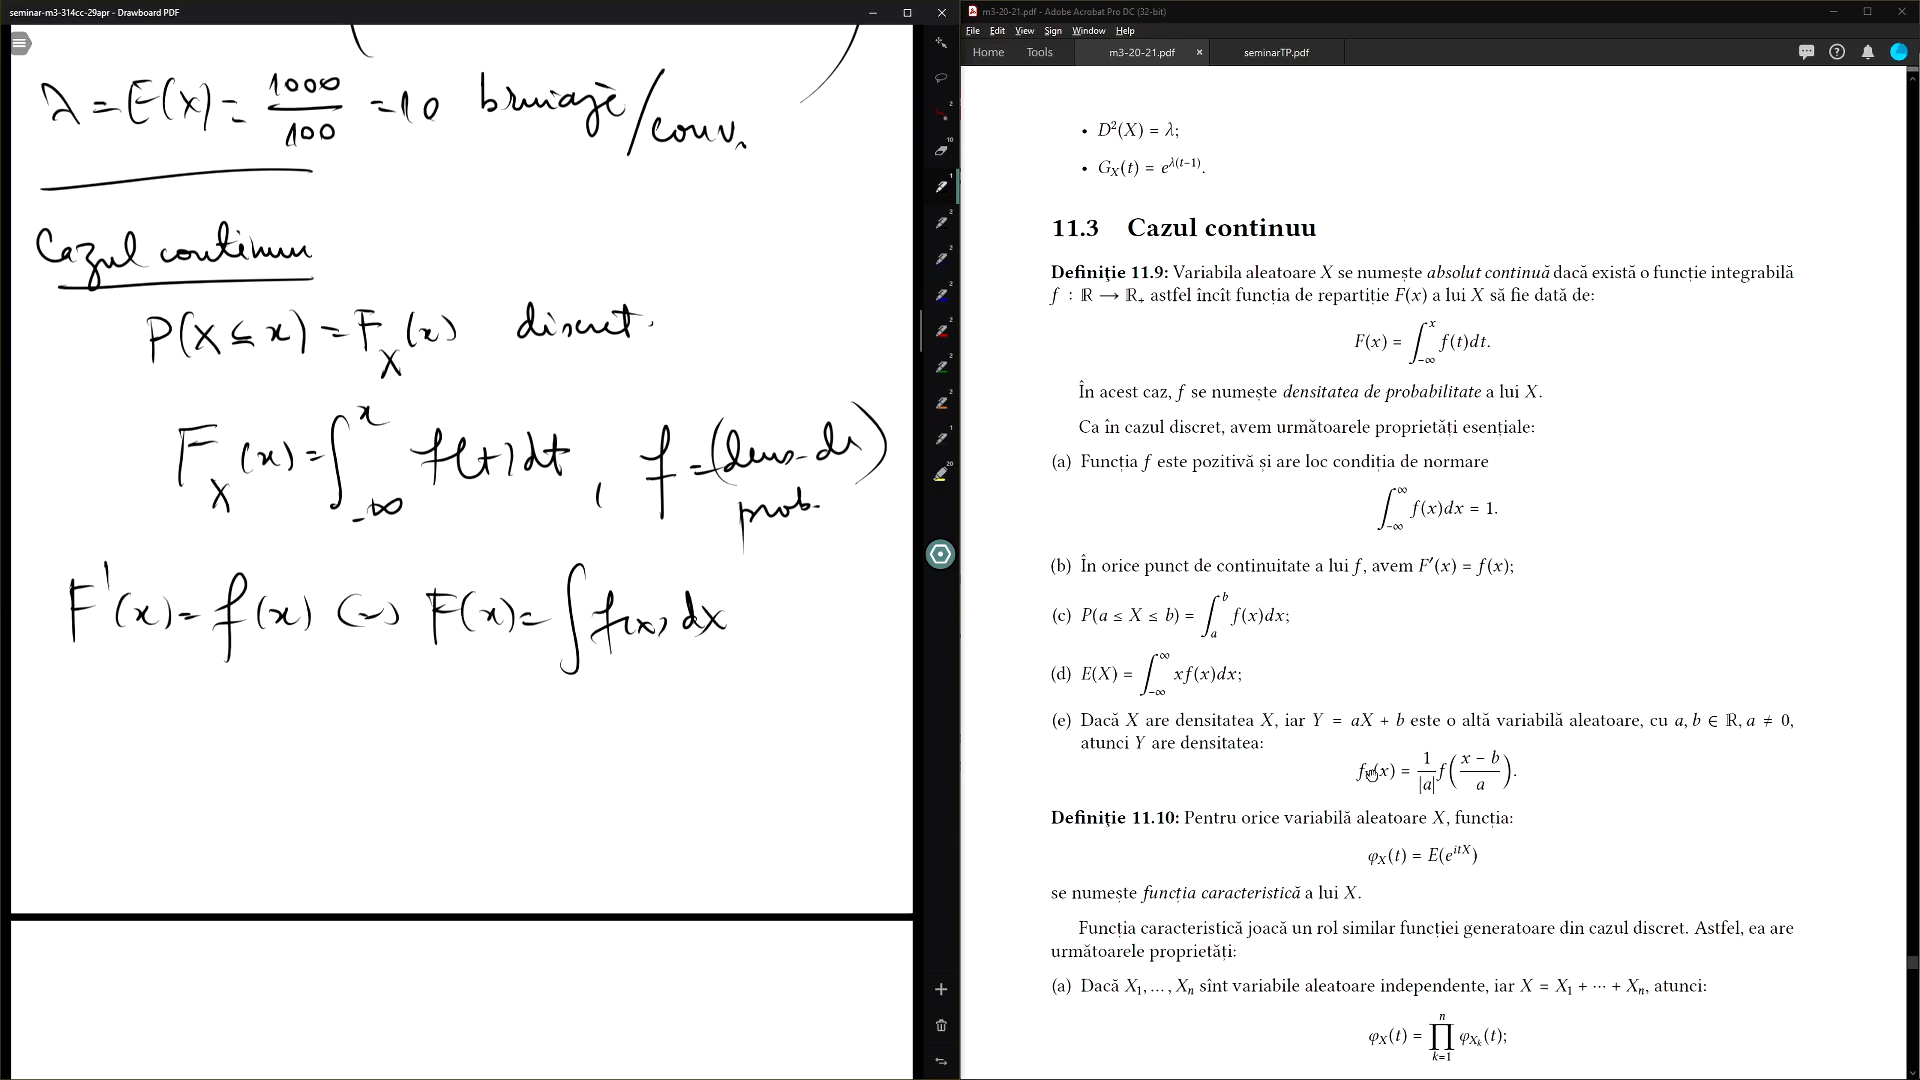 seminar-m3-314cc-29apr - Drawboard PDF
λ = E(X) = 1000/100 = 10 bruiaje/conv.
Cazul continuu
P(X ≤ x) = F_X(x) discret.
F_X(x) = ∫_{-∞}^{x} f(t)dt, f = (dens. de prob.)
F'(x) = f(x) <=> F(x) = ∫ f(x) dx
m3-20-21.pdf - Adobe Acrobat Pro DC (32-bit)
File Edit View Sign Window Help
Home Tools m3-20-21.pdf × seminarTP.pdf
• D²(X) = λ;
• G_X(t) = e^{λ(t−1)}.
11.3 Cazul continuu
Definiție 11.9: Variabila aleatoare X se numește absolut continuă dacă există o funcție integrabilă
f : ℝ → ℝ₊ astfel încît funcția de repartiție F(x) a lui X să fie dată de:
F(x) = ∫_{-∞}^{x} f(t)dt.
În acest caz, f se numește densitatea de probabilitate a lui X.
Ca în cazul discret, avem următoarele proprietăți esențiale:
(a) Funcția f este pozitivă și are loc condiția de normare
∫_{-∞}^{∞} f(x)dx = 1.
(b) În orice punct de continuitate a lui f, avem F′(x) = f(x);
(c) P(a ≤ X ≤ b) = ∫_{a}^{b} f(x)dx;
(d) E(X) = ∫_{-∞}^{∞} xf(x)dx;
(e) Dacă X are densitatea X, iar Y = aX + b este o altă variabilă aleatoare, cu a, b ∈ ℝ, a ≠ 0,
atunci Y are densitatea:
f (x) = 1/|a| f((x − b)/a).
Definiție 11.10: Pentru orice variabilă aleatoare X, funcția:
φ_X(t) = E(e^{itX})
se numește funcția caracteristică a lui X.
Funcția caracteristică joacă un rol similar funcției generatoare din cazul discret. Astfel, ea are
următoarele proprietăți:
(a) Dacă X₁, … , Xₙ sînt variabile aleatoare independente, iar X = X₁ + ⋯ + Xₙ, atunci:
φ_X(t) = ∏_{k=1}^{n} φ_{X_k}(t);